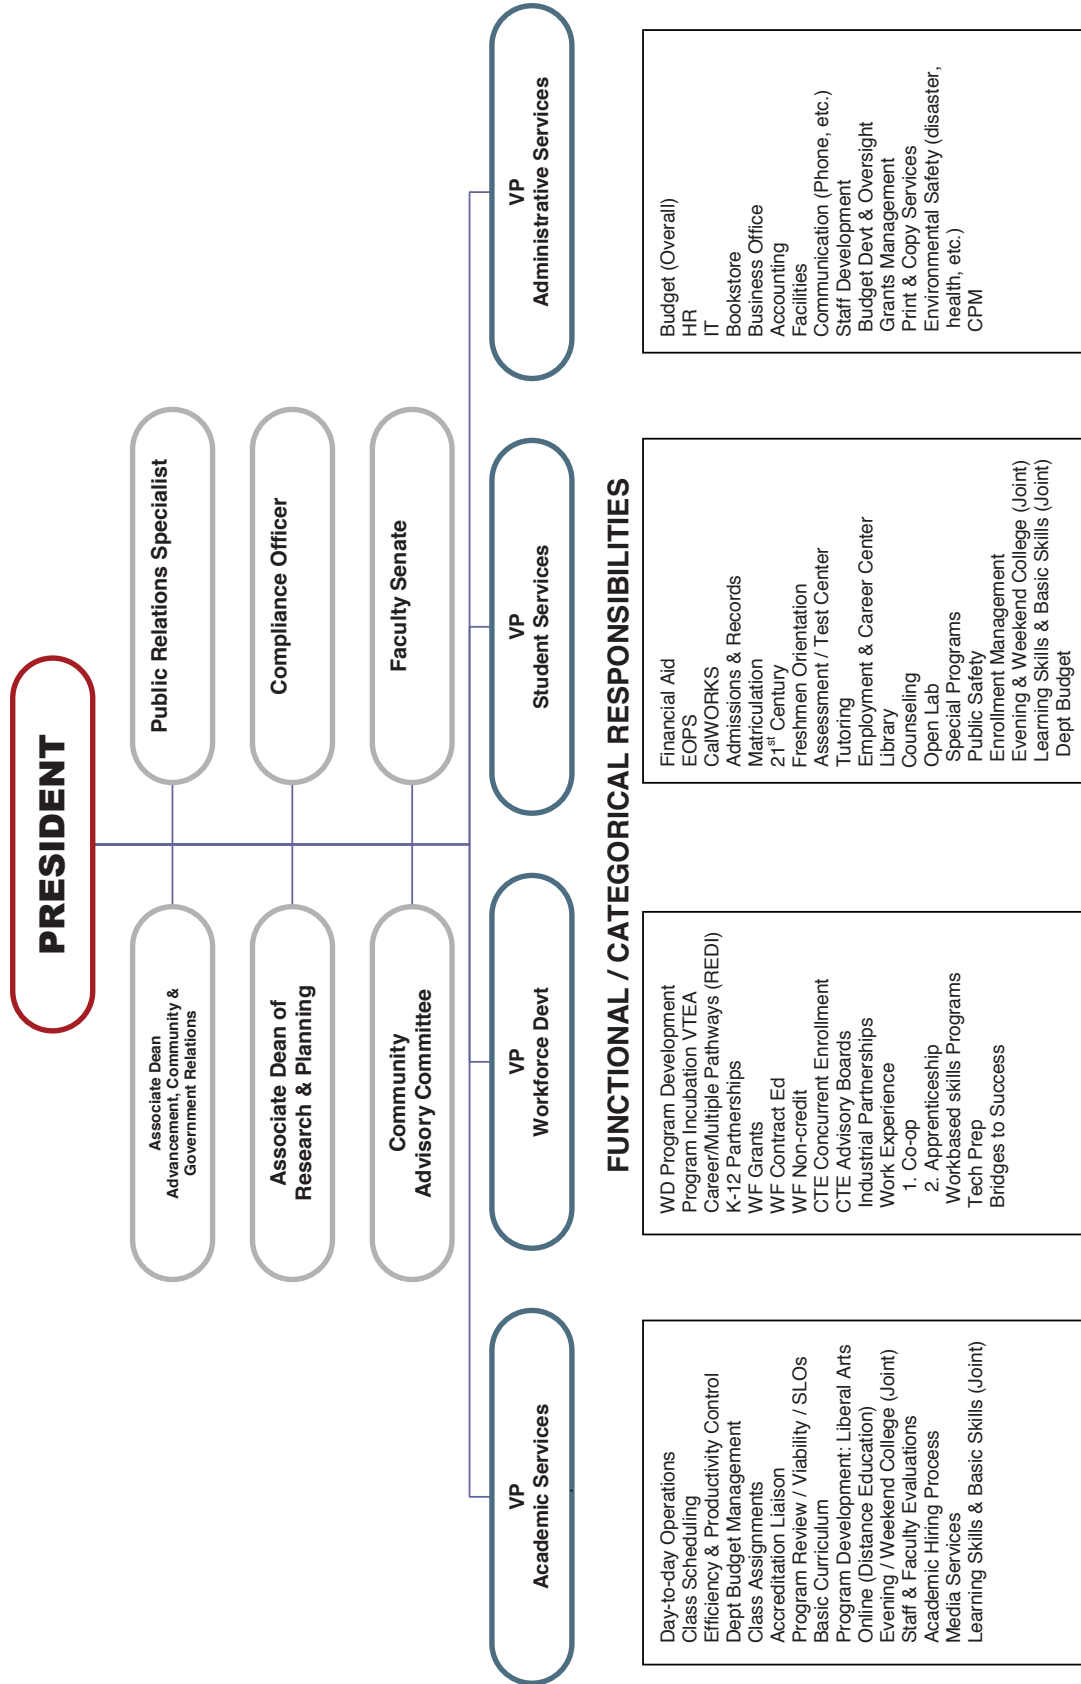 PRESIDENT
Associate Dean
Advancement, Community &
Government Relations
Public Relations Specialist
Associate Dean of
Research & Planning
Compliance Officer
Community
Advisory Committee
Faculty Senate
VP
Academic Services
VP
Workforce Devt
VP
Student Services
VP
Administrative Services
FUNCTIONAL / CATEGORICAL RESPONSIBILITIES
Day-to-day Operations
Class Scheduling
Efficiency & Productivity Control
Dept Budget Management
Class Assignments
Accreditation Liaison
Program Review / Viability / SLOs
Basic Curriculum
Program Development: Liberal Arts
Online (Distance Education)
Evening / Weekend College (Joint)
Staff & Faculty Evaluations
Academic Hiring Process
Media Services
Learning Skills & Basic Skills (Joint)
WD Program Development
Program Incubation VTEA
Career/Multiple Pathways (REDI)
K-12 Partnerships
WF Grants
WF Contract Ed
WF Non-credit
CTE Concurrent Enrollment
CTE Advisory Boards
Industrial Partnerships
Work Experience
1. Co-op
2. Apprenticeship
Workbased skills Programs
Tech Prep
Bridges to Success
Financial Aid
EOPS
CalWORKS
Admissions & Records
Matriculation
21st Century
Freshmen Orientation
Assessment / Test Center
Tutoring
Employment & Career Center
Library
Counseling
Open Lab
Special Programs
Public Safety
Enrollment Management
Evening & Weekend College (Joint)
Learning Skills & Basic Skills (Joint)
Dept Budget
Budget (Overall)
HR
IT
Bookstore
Business Office
Accounting
Facilities
Communication (Phone, etc.)
Staff Development
Budget Devt & Oversight
Grants Management
Print & Copy Services
Environmental Safety (disaster,
health, etc.)
CPM